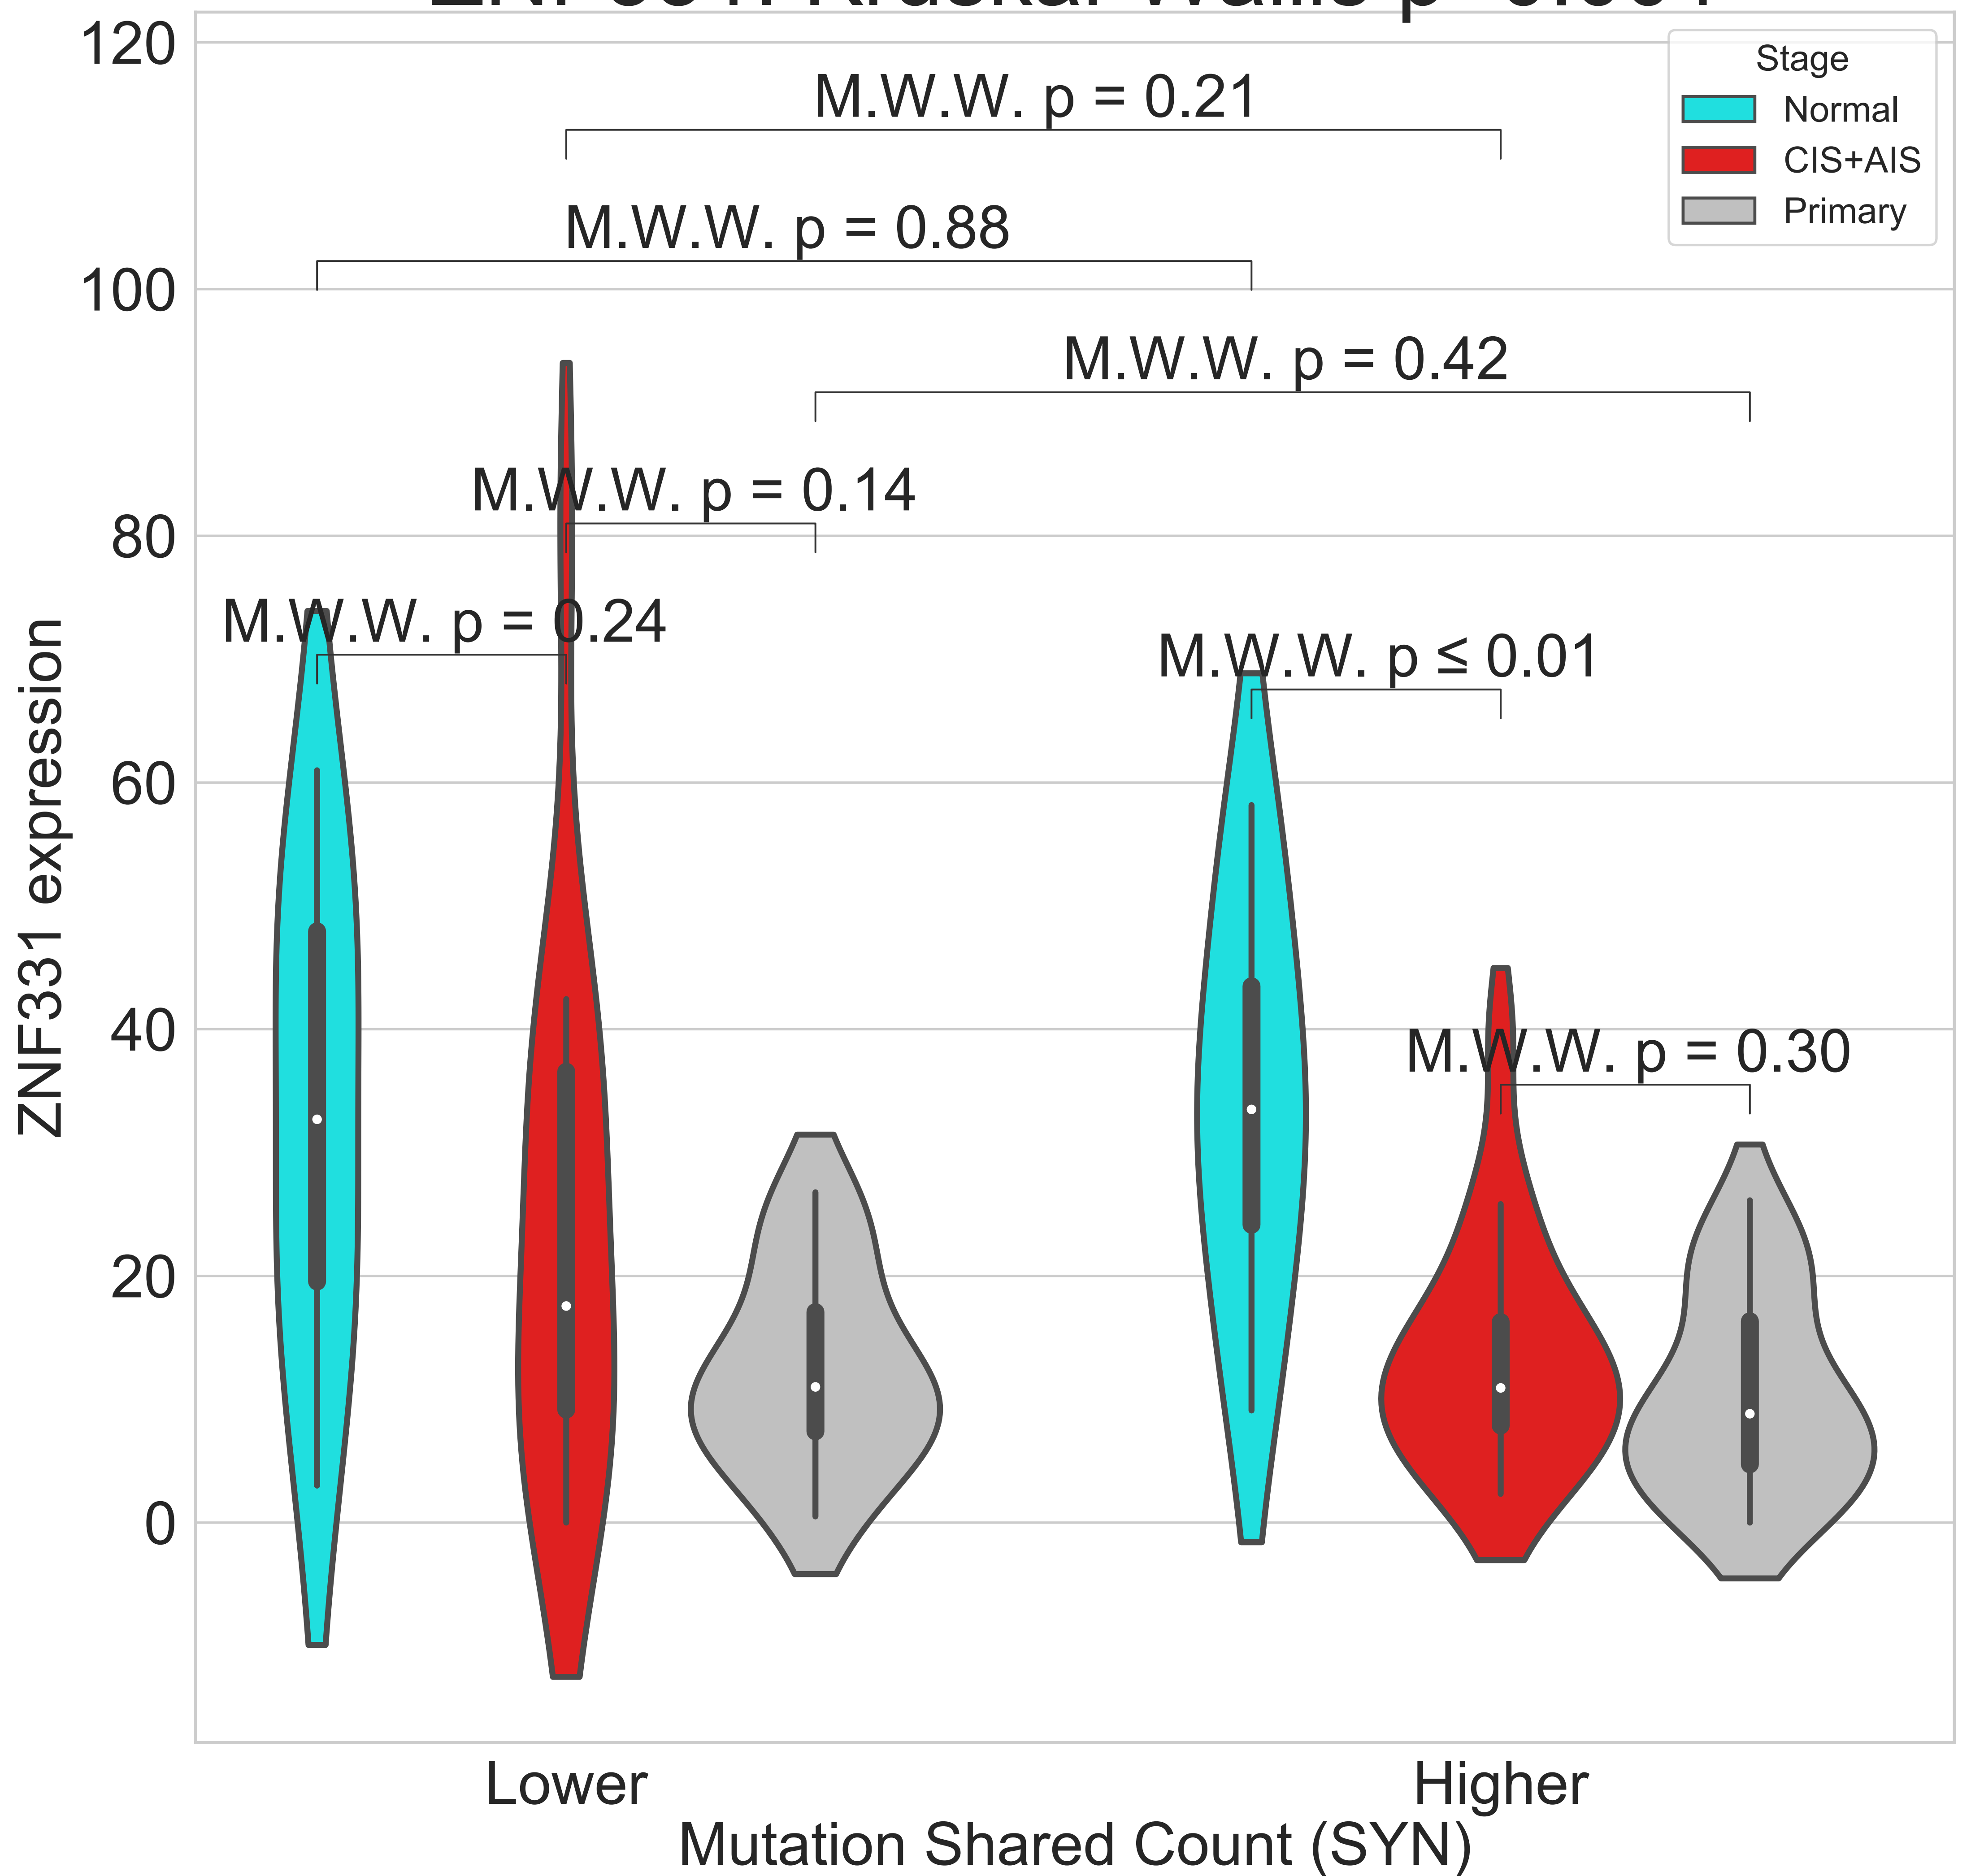 120
Stage
Normal
CIS+AIS
Primary
M.W.W. p = 0.21
M.W.W. p = 0.88
100
M.W.W. p = 0.42
M.W.W. p = 0.14
80
M.W.W. p = 0.24
M.W.W. p ≤ 0.01
60
ZNF331 expression
40
M.W.W. p = 0.30
20
0
Lower
Higher
Mutation Shared Count (SYN)